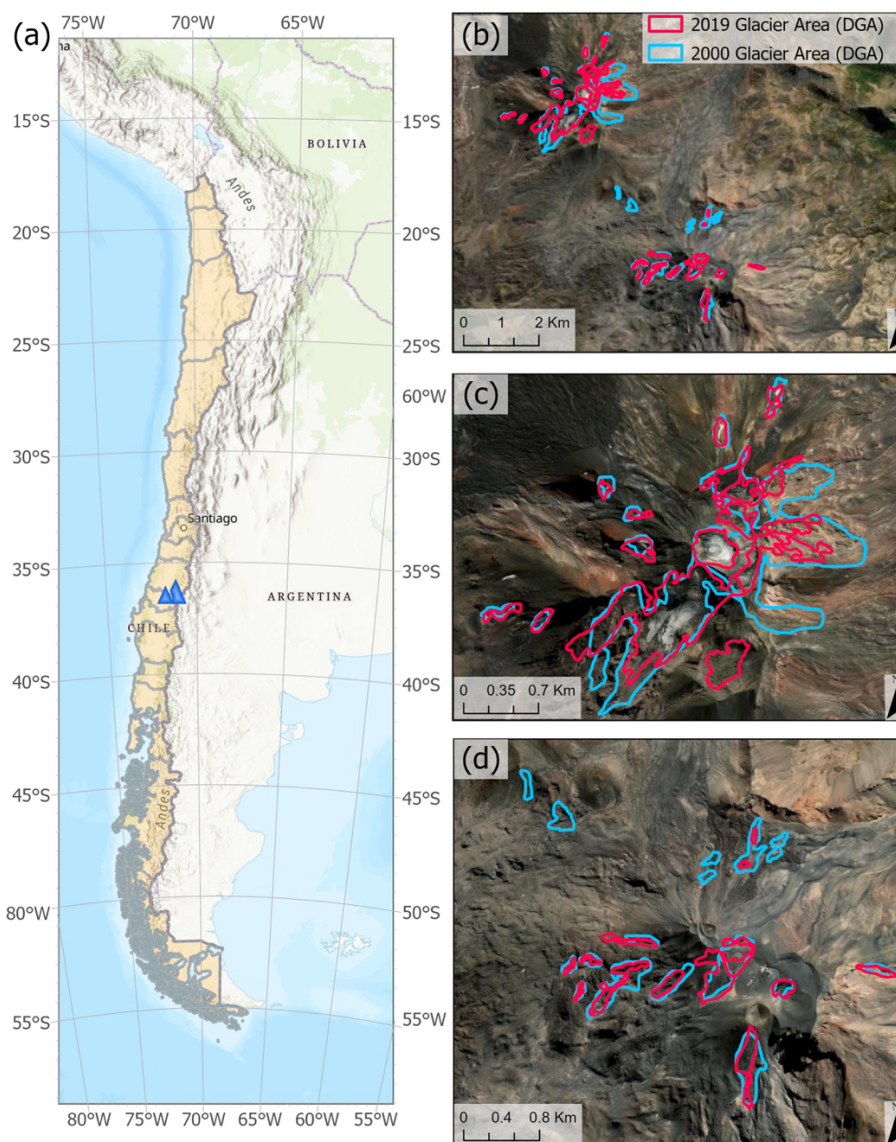 (a)
75°W 70°W 65°W
na
15°S 15°S
BOLIVIA
Andes
20°S 20°S
25°S 25°S
60°W
30°S 30°S
Santiago
35°S 35°S
ARGENTINA
CHILE
40°S 40°S
45°S 45°S
Andes
80°W 50°S
55°S 55°W
80°W 75°W 70°W 60°W 55°W
(b)
2019 Glacier Area (DGA)
2000 Glacier Area (DGA)
0 1 2 Km
(c)
0 0.35 0.7 Km
(d)
0 0.4 0.8 Km